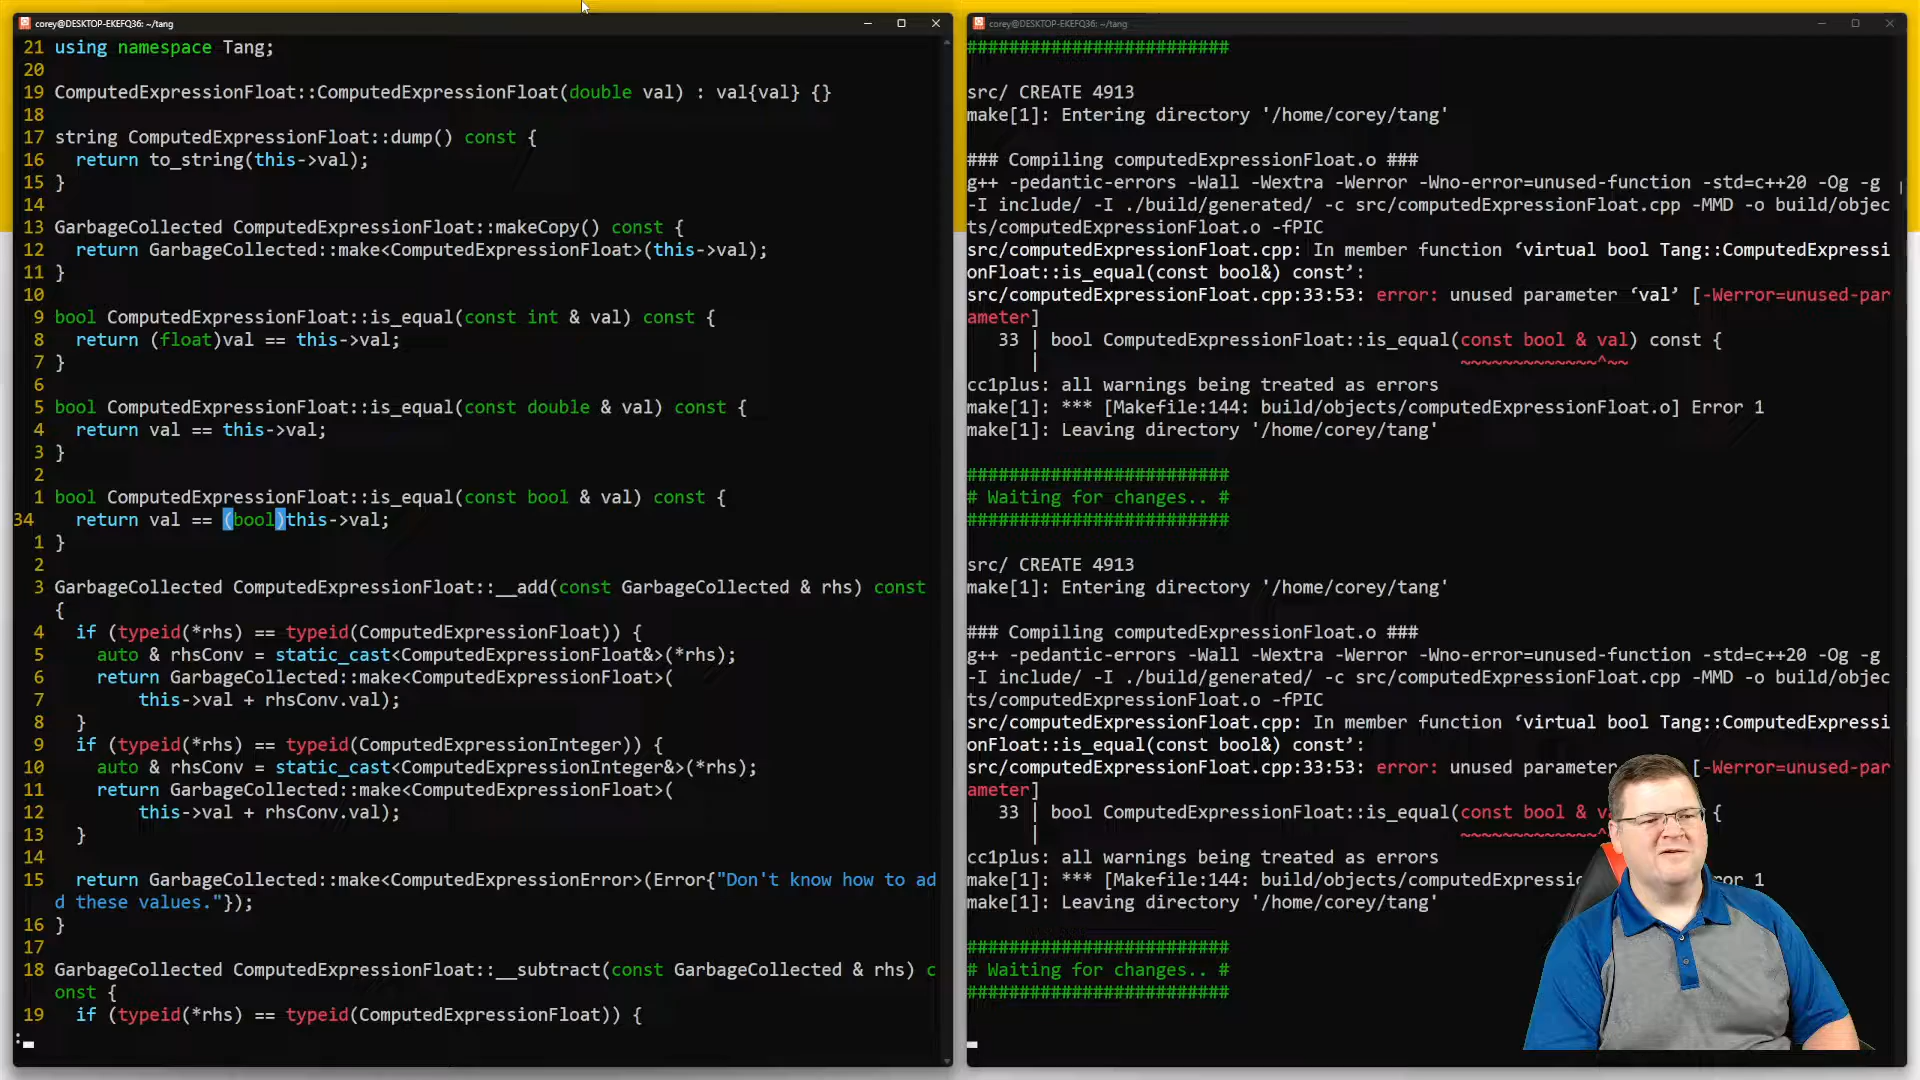 corey@DESKTOP-EKEFQ36: ~/tang
21 using namespace Tang;
20
19 ComputedExpressionFloat::ComputedExpressionFloat(double val) : val{val} {}
18
17 string ComputedExpressionFloat::dump() const {
16   return to_string(this->val);
15 }
14
13 GarbageCollected ComputedExpressionFloat::makeCopy() const {
12   return GarbageCollected::make<ComputedExpressionFloat>(this->val);
11 }
10
9 bool ComputedExpressionFloat::is_equal(const int & val) const {
8   return (float)val == this->val;
7 }
6
5 bool ComputedExpressionFloat::is_equal(const double & val) const {
4   return val == this->val;
3 }
2
1 bool ComputedExpressionFloat::is_equal(const bool & val) const {
34   return val == (bool)this->val;
1 }
2
3 GarbageCollected ComputedExpressionFloat::__add(const GarbageCollected & rhs) const
{
4   if (typeid(*rhs) == typeid(ComputedExpressionFloat)) {
5     auto & rhsConv = static_cast<ComputedExpressionFloat&>(*rhs);
6     return GarbageCollected::make<ComputedExpressionFloat>(
7         this->val + rhsConv.val);
8   }
9   if (typeid(*rhs) == typeid(ComputedExpressionInteger)) {
10     auto & rhsConv = static_cast<ComputedExpressionInteger&>(*rhs);
11     return GarbageCollected::make<ComputedExpressionFloat>(
12         this->val + rhsConv.val);
13   }
14
15   return GarbageCollected::make<ComputedExpressionError>(Error{"Don't know how to ad
d these values."});
16 }
17
18 GarbageCollected ComputedExpressionFloat::__subtract(const GarbageCollected & rhs) c
onst {
19   if (typeid(*rhs) == typeid(ComputedExpressionFloat)) {
:
corey@DESKTOP-EKEFQ36: ~/tang
#########################

src/ CREATE 4913
make[1]: Entering directory '/home/corey/tang'

### Compiling computedExpressionFloat.o ###
g++ -pedantic-errors -Wall -Wextra -Werror -Wno-error=unused-function -std=c++20 -Og -g
-I include/ -I ./build/generated/ -c src/computedExpressionFloat.cpp -MMD -o build/objec
ts/computedExpressionFloat.o -fPIC
src/computedExpressionFloat.cpp: In member function ‘virtual bool Tang::ComputedExpressi
onFloat::is_equal(const bool&) const’:
src/computedExpressionFloat.cpp:33:53: error: unused parameter ‘val’ [-Werror=unused-par
ameter]
   33 | bool ComputedExpressionFloat::is_equal(const bool & val) const {
      |                                        ~~~~~~~~~~~~~^~~
cc1plus: all warnings being treated as errors
make[1]: *** [Makefile:144: build/objects/computedExpressionFloat.o] Error 1
make[1]: Leaving directory '/home/corey/tang'

#########################
# Waiting for changes.. #
#########################

src/ CREATE 4913
make[1]: Entering directory '/home/corey/tang'

### Compiling computedExpressionFloat.o ###
g++ -pedantic-errors -Wall -Wextra -Werror -Wno-error=unused-function -std=c++20 -Og -g
-I include/ -I ./build/generated/ -c src/computedExpressionFloat.cpp -MMD -o build/objec
ts/computedExpressionFloat.o -fPIC
src/computedExpressionFloat.cpp: In member function ‘virtual bool Tang::ComputedExpressi
onFloat::is_equal(const bool&) const’:
src/computedExpressionFloat.cpp:33:53: error: unused parameter [-Werror=unused-par
ameter]
   33 | bool ComputedExpressionFloat::is_equal(const bool & {
      |                                        ~~~~~~~~~~~~~^
cc1plus: all warnings being treated as errors
make[1]: *** [Makefile:144: build/objects/computedExpressio 1
make[1]: Leaving directory '/home/corey/tang'

#########################
# Waiting for changes.. #
#########################